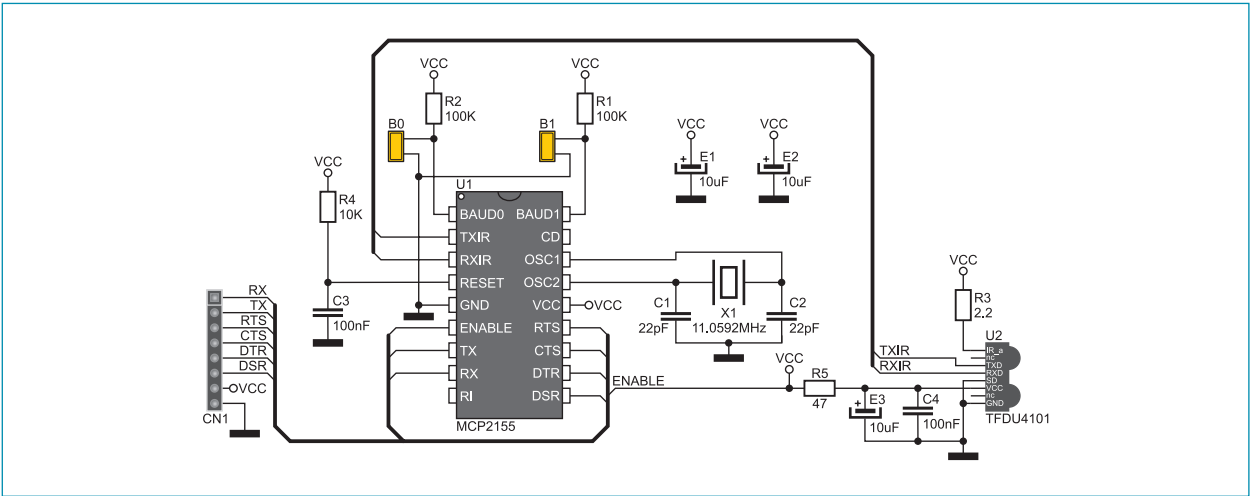 VCC
VCC
R2
100K
R1
100K
B0
B1
VCC
VCC
E1
10uF
E2
10uF
VCC
R4
10K
U1
BAUD0
BAUD1
TXIR
CD
RXIR
OSC1
RESET
OSC2
GND
VCC
VCC
ENABLE
RTS
TX
CTS
RX
DTR
RI
DSR
MCP2155
C3
100nF
C1
22pF
X1
11.0592MHz
C2
22pF
RX
TX
RTS
CTS
DTR
DSR
VCC
CN1
ENABLE
VCC
R5
47
E3
10uF
C4
100nF
VCC
R3
2.2
U2
TXIR
RXIR
IR_a
nc
TXD
RXD
SD
VCC
nc
GND
TFDU4101
+
+
+